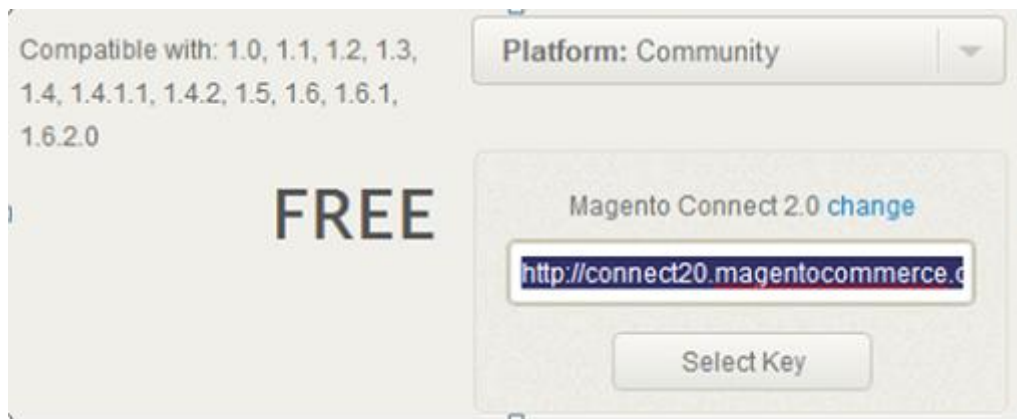 Compatible with: 1.0, 1.1, 1.2, 1.3,
1.4, 1.4.1.1, 1.4.2, 1.5, 1.6, 1.6.1,
1.6.2.0
FREE
Platform: Community
Magento Connect 2.0 change
http://connect20.magentocommerce.c
Select Key